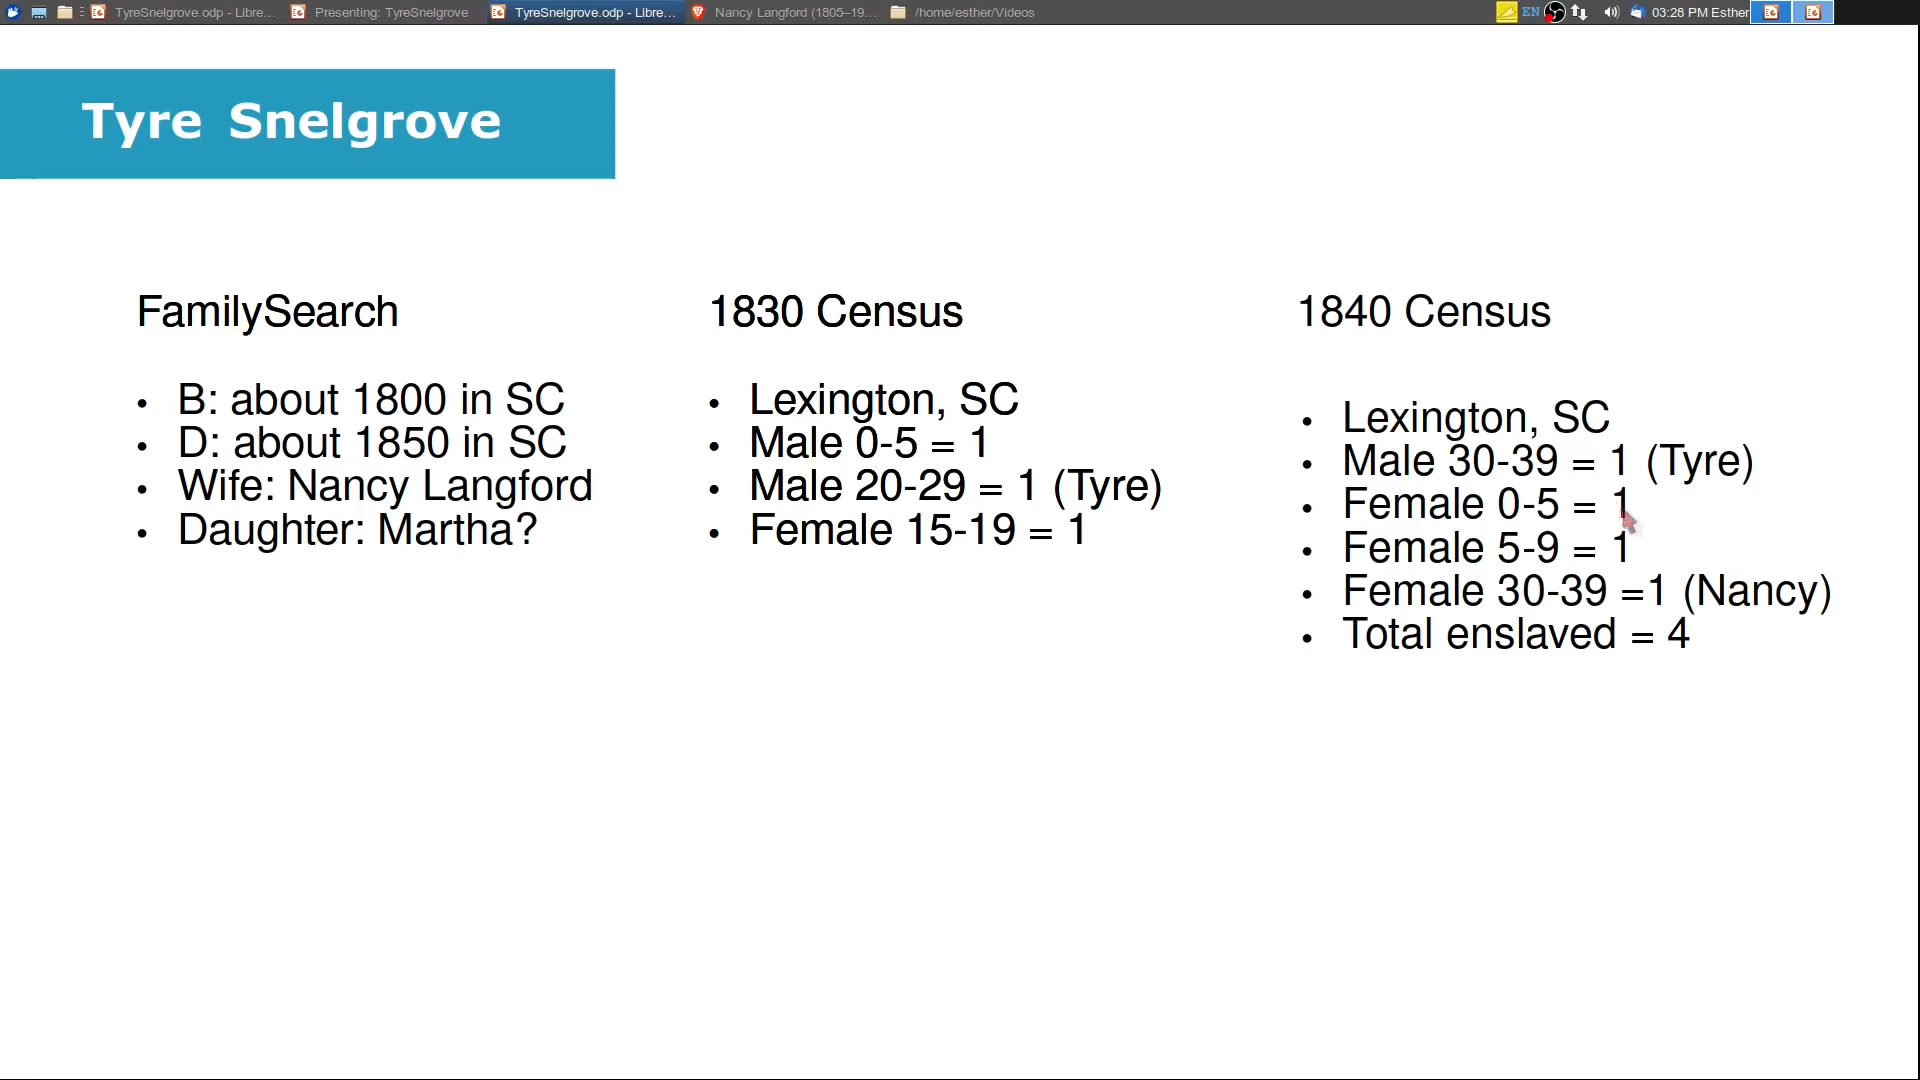 TyreSnelgrove.odp - Libre...
Presenting: TyreSnelgrove
TyreSnelgrove.odp - Libre...
Nancy Langford (1805–19...
/home/esther/Videos
EN
03:28 PM Esther
Tyre Snelgrove
FamilySearch
• B: about 1800 in SC
• D: about 1850 in SC
• Wife: Nancy Langford
• Daughter: Martha?
1830 Census
• Lexington, SC
• Male 0-5 = 1
• Male 20-29 = 1 (Tyre)
• Female 15-19 = 1
1840 Census
• Lexington, SC
• Male 30-39 = 1 (Tyre)
• Female 0-5 = 1
• Female 5-9 = 1
• Female 30-39 =1 (Nancy)
• Total enslaved = 4